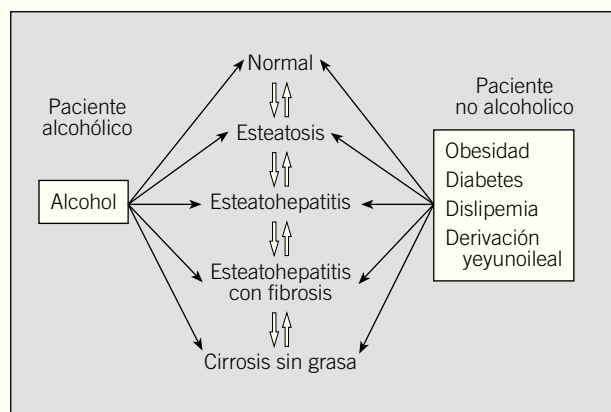 Normal
Paciente
alcohólico
Paciente
no alcoholico
Esteatosis
Alcohol
Esteatohepatitis
Obesidad
Diabetes
Dislipemia
Derivación
yeyunoileal
Esteatohepatitis
con fibrosis
Cirrosis sin grasa